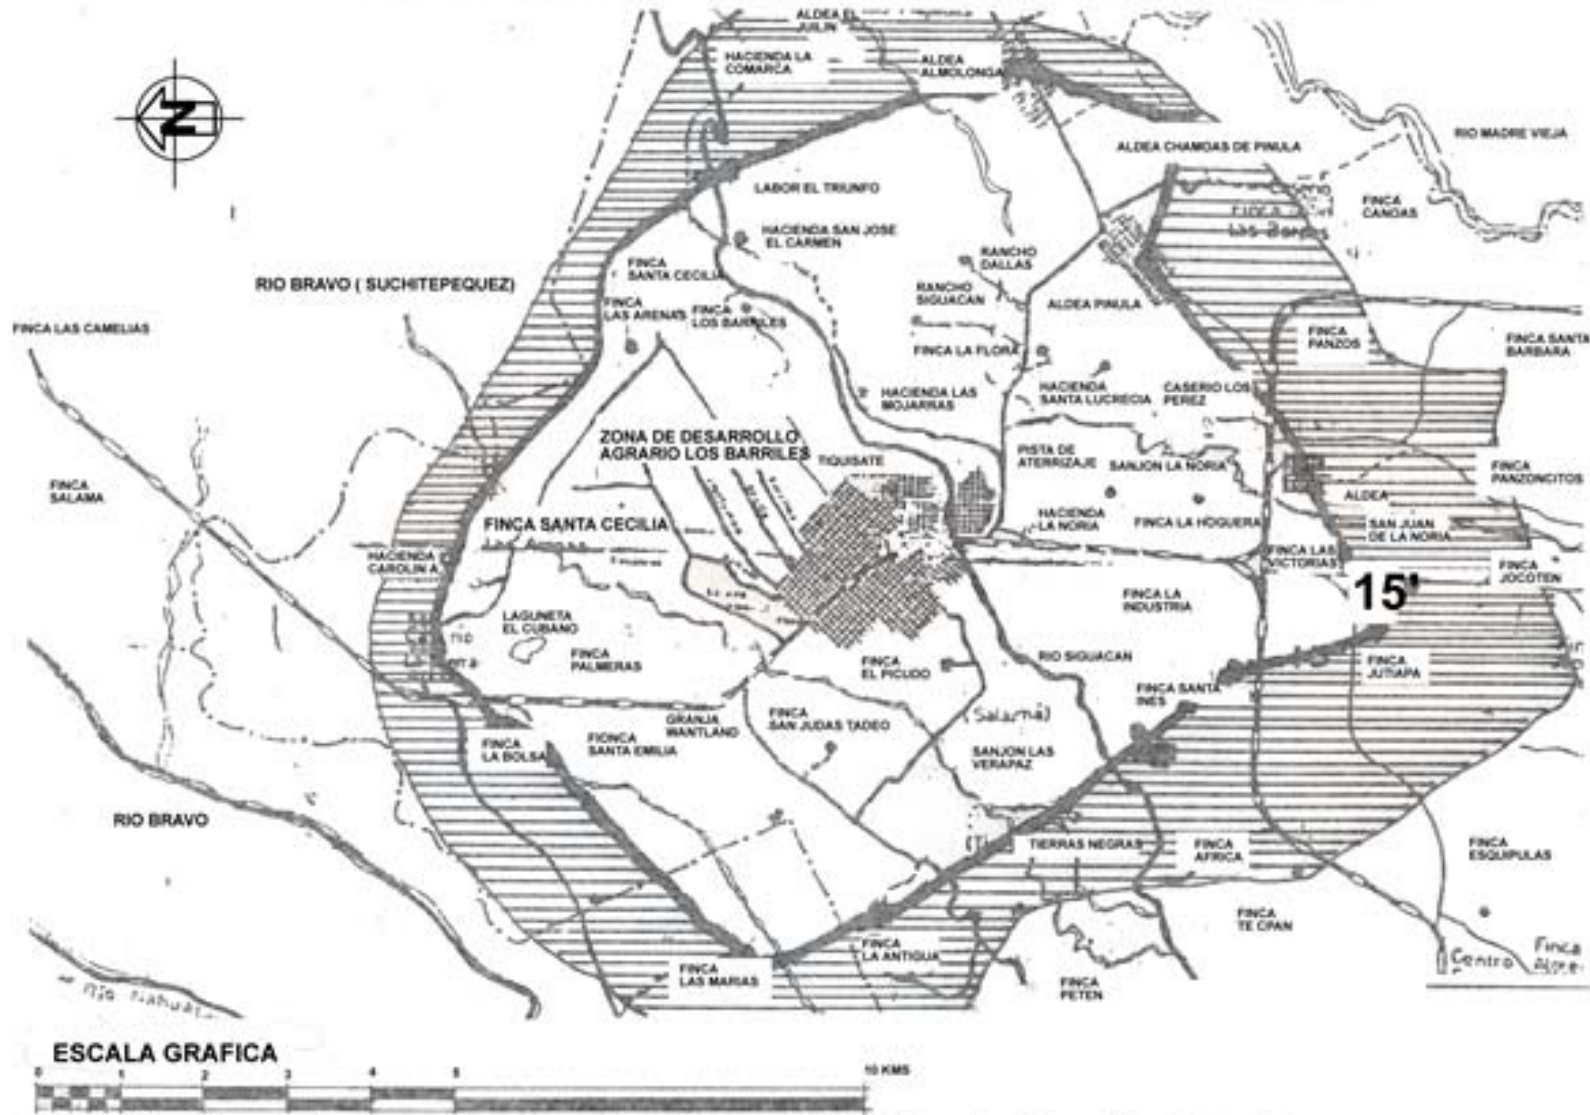 ALDEA EL
JULIN
HACIENDA LA
COMARCA
ALDEA
ALMOLONGA
N
RIO MADRE VIEJA
ALDEA CHAMOAS DE PINULA
LABOR EL TRIUNFO
Caserio
Finca
Las
FINCA
CANOAS
HACIENDA SAN JOSE
EL CARMEN
RANCHO
DALLAS
FINCA
SANTA CECILIA
RIO BRAVO ( SUCHITEPEQUEZ)
RANCHO
SIGUACAN
ALDEA PINULA
FINCA
LAS ARENAS
FINCA
LOS BARRILES
FINCA LAS CAMELIAS
FINCA
PANZOS
FINCA SANTA
BARBARA
FINCA LA FLORA
HACIENDA LAS
MOJARRAS
HACIENDA
SANTA LUCRECIA
CASERIO LOS
PEREZ
ZONA DE DESARROLLO
AGRARIO LOS BARRILES
TIQUISATE
PISTA DE
ATERRIZAJE
SANJON LA NORIA
FINCA
PANZONCITOS
FINCA
SALAMA
ALDEA
SAN JUAN
DE LA NORIA
HACIENDA
LA NORIA
FINCA LA HOGUERA
FINCA SANTA CECILIA
HACIENDA
CAROLIN A
FINCA LAS
VICTORIAS
FINCA
JOCOTEN
15'
FINCA LA
INDUSTRIA
LAGUNETA
EL CUBANO
FINCA
PALMERAS
FINCA
EL PICUDO
RIO SIGUACAN
FINCA
JUTIAPA
FINCA SANTA
INES
GRANJA
WANTLAND
FINCA
SAN JUDAS TADEO
(Salamá)
FINCA
LA BOLSA
FIONCA
SANTA EMILIA
SANJON LAS
VERAPAZ
RIO BRAVO
TIERRAS NEGRAS
FINCA
AFRICA
FINCA
ESQUIPULAS
FINCA
TE CPAN
FINCA
LA ANTIGUA
FINCA
LAS MARIAS
FINCA
PETEN
Centro
Finca
Río
ESCALA GRAFICA
0 1 2 3 4 5 10 KMS